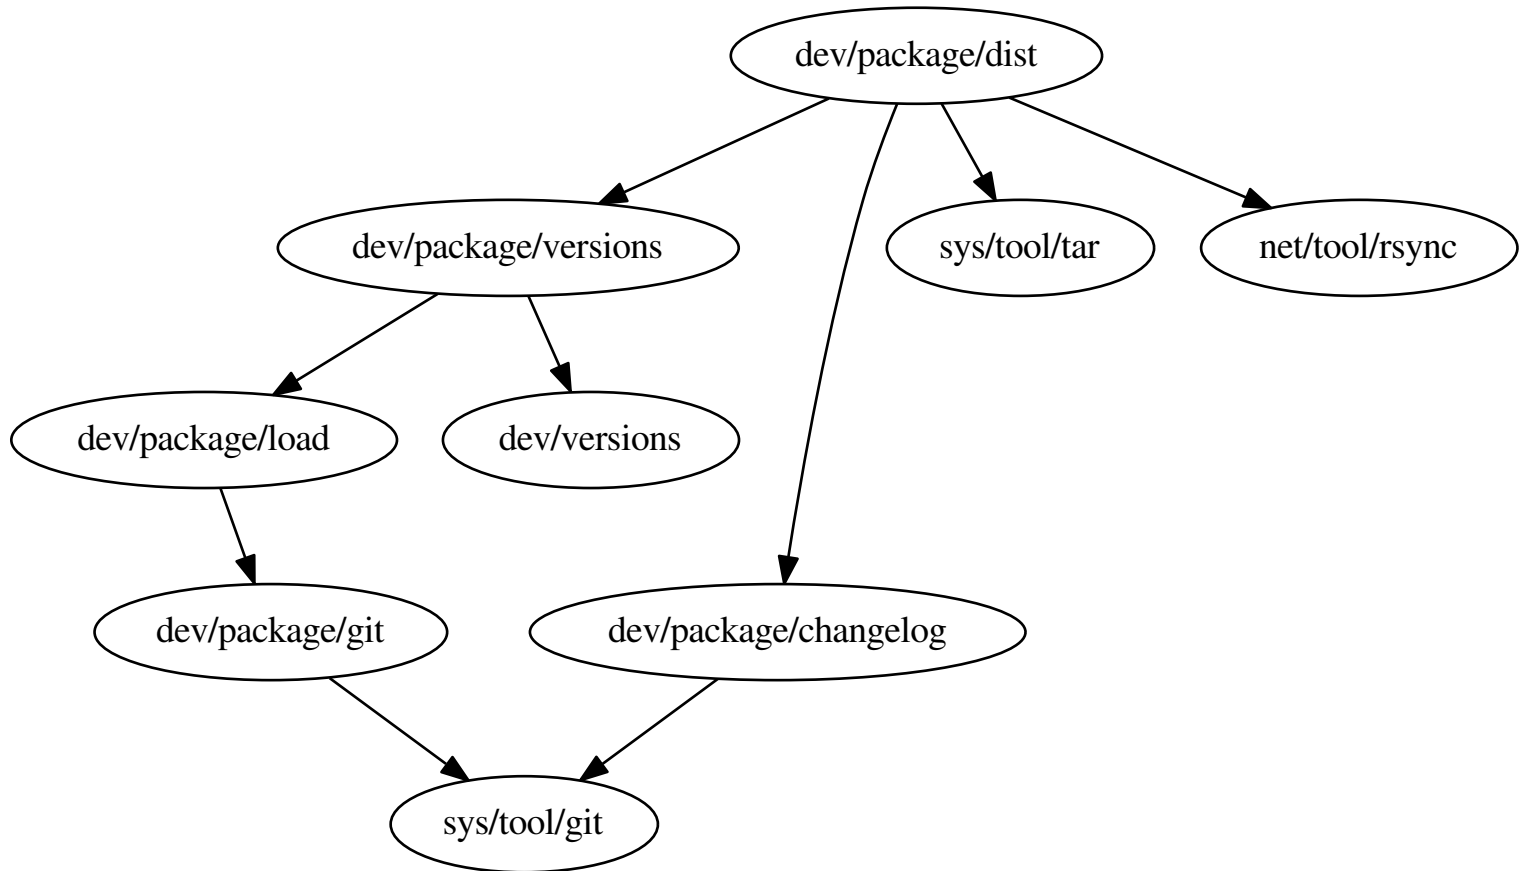 dev/package/dist
dev/package/versions
sys/tool/tar
net/tool/rsync
dev/package/load
dev/versions
dev/package/git
dev/package/changelog
sys/tool/git